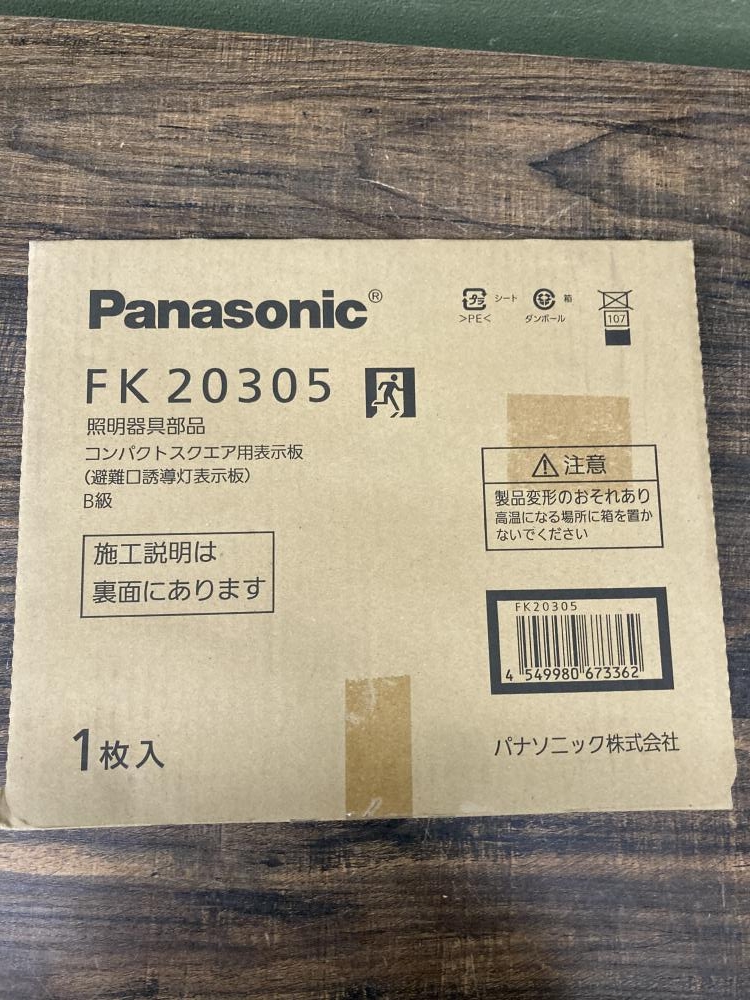 Panasonic®
プラ シート
>PE<
箱
ダンボール
107
FK20305
照明器具部品
コンパクトスクエア用表示板
(避難口誘導灯表示板)
B級
施工説明は
裏面にあります
注意
製品変形のおそれあり
高温になる場所に箱を置か
ないでください
FK20305
4 549980 673362
1枚入
パナソニック株式会社